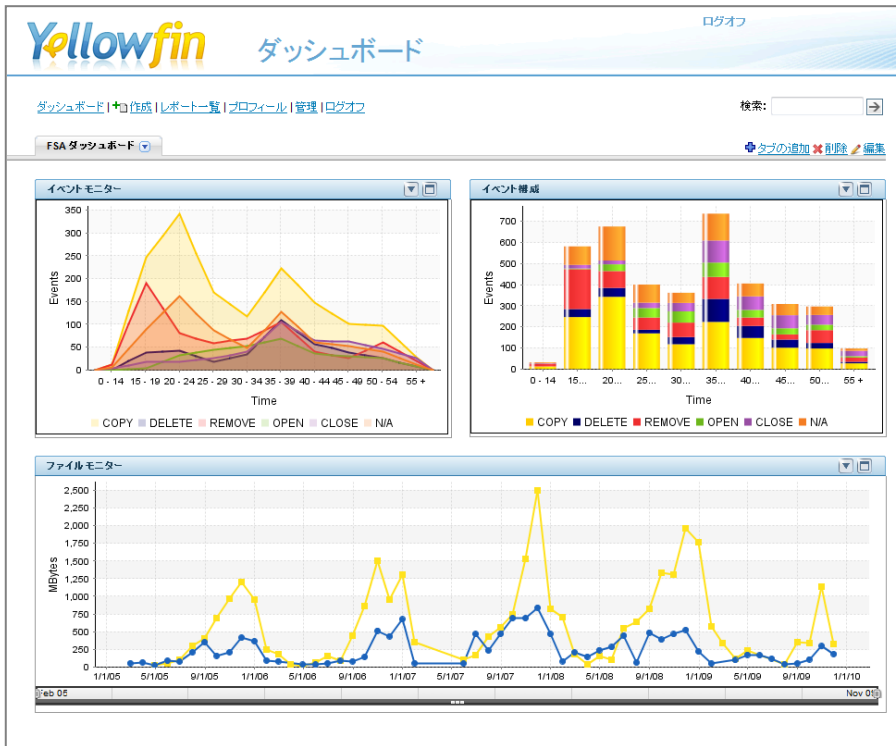 Yellowfin ダッシュボード ログオフ
ダッシュボード | 作成 | レポート一覧 | プロフィール | 管理 | ログオフ 検索:
FSA ダッシュボード タブの追加 削除 編集
イベントモニター
350
300
250
200
150
100
50
0
Events
0 - 14 15 - 19 20 - 24 25 - 29 30 - 34 35 - 39 40 - 44 45 - 49 50 - 54 55 +
Time
COPY DELETE REMOVE OPEN CLOSE N/A
イベント構成
700
600
500
400
300
200
100
0
Events
0 - 14 15... 20... 25... 30... 35... 40... 45... 50... 55 +
Time
COPY DELETE REMOVE OPEN CLOSE N/A
ファイルモニター
2,500
2,250
2,000
1,750
1,500
1,250
1,000
750
500
250
0
MBytes
1/1/05 5/1/05 9/1/05 1/1/06 5/1/06 9/1/06 1/1/07 5/1/07 9/1/07 1/1/08 5/1/08 9/1/08 1/1/09 5/1/09 9/1/09 1/1/10
Feb 05 Nov